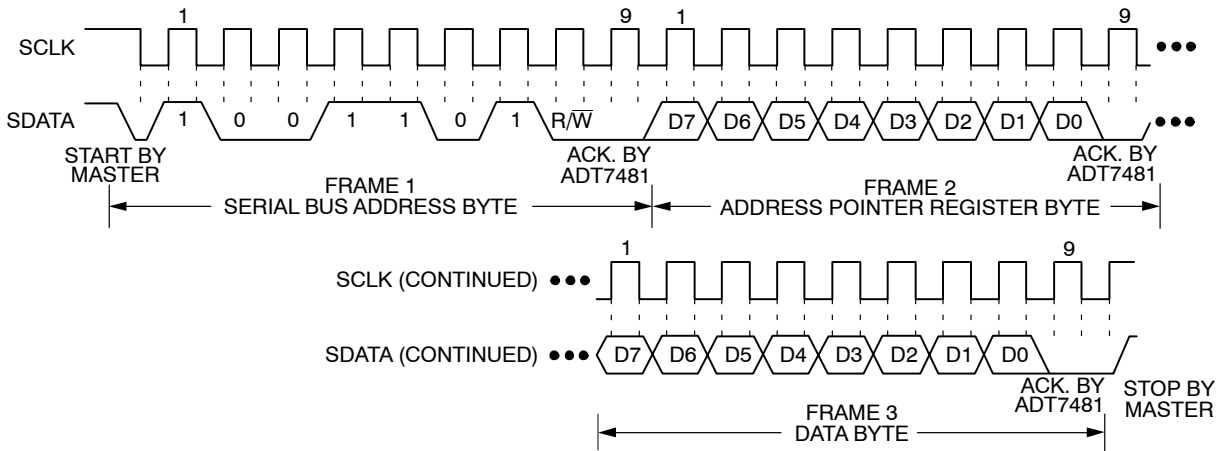 1 9 1 9
SCLK
SDATA 1 0 0 1 1 0 1 R/W̅ D7 D6 D5 D4 D3 D2 D1 D0
START BY MASTER
ACK. BY ADT7481
ACK. BY ADT7481
FRAME 1
SERIAL BUS ADDRESS BYTE
FRAME 2
ADDRESS POINTER REGISTER BYTE
1 9
SCLK (CONTINUED)
SDATA (CONTINUED) D7 D6 D5 D4 D3 D2 D1 D0
ACK. BY ADT7481
STOP BY MASTER
FRAME 3
DATA BYTE